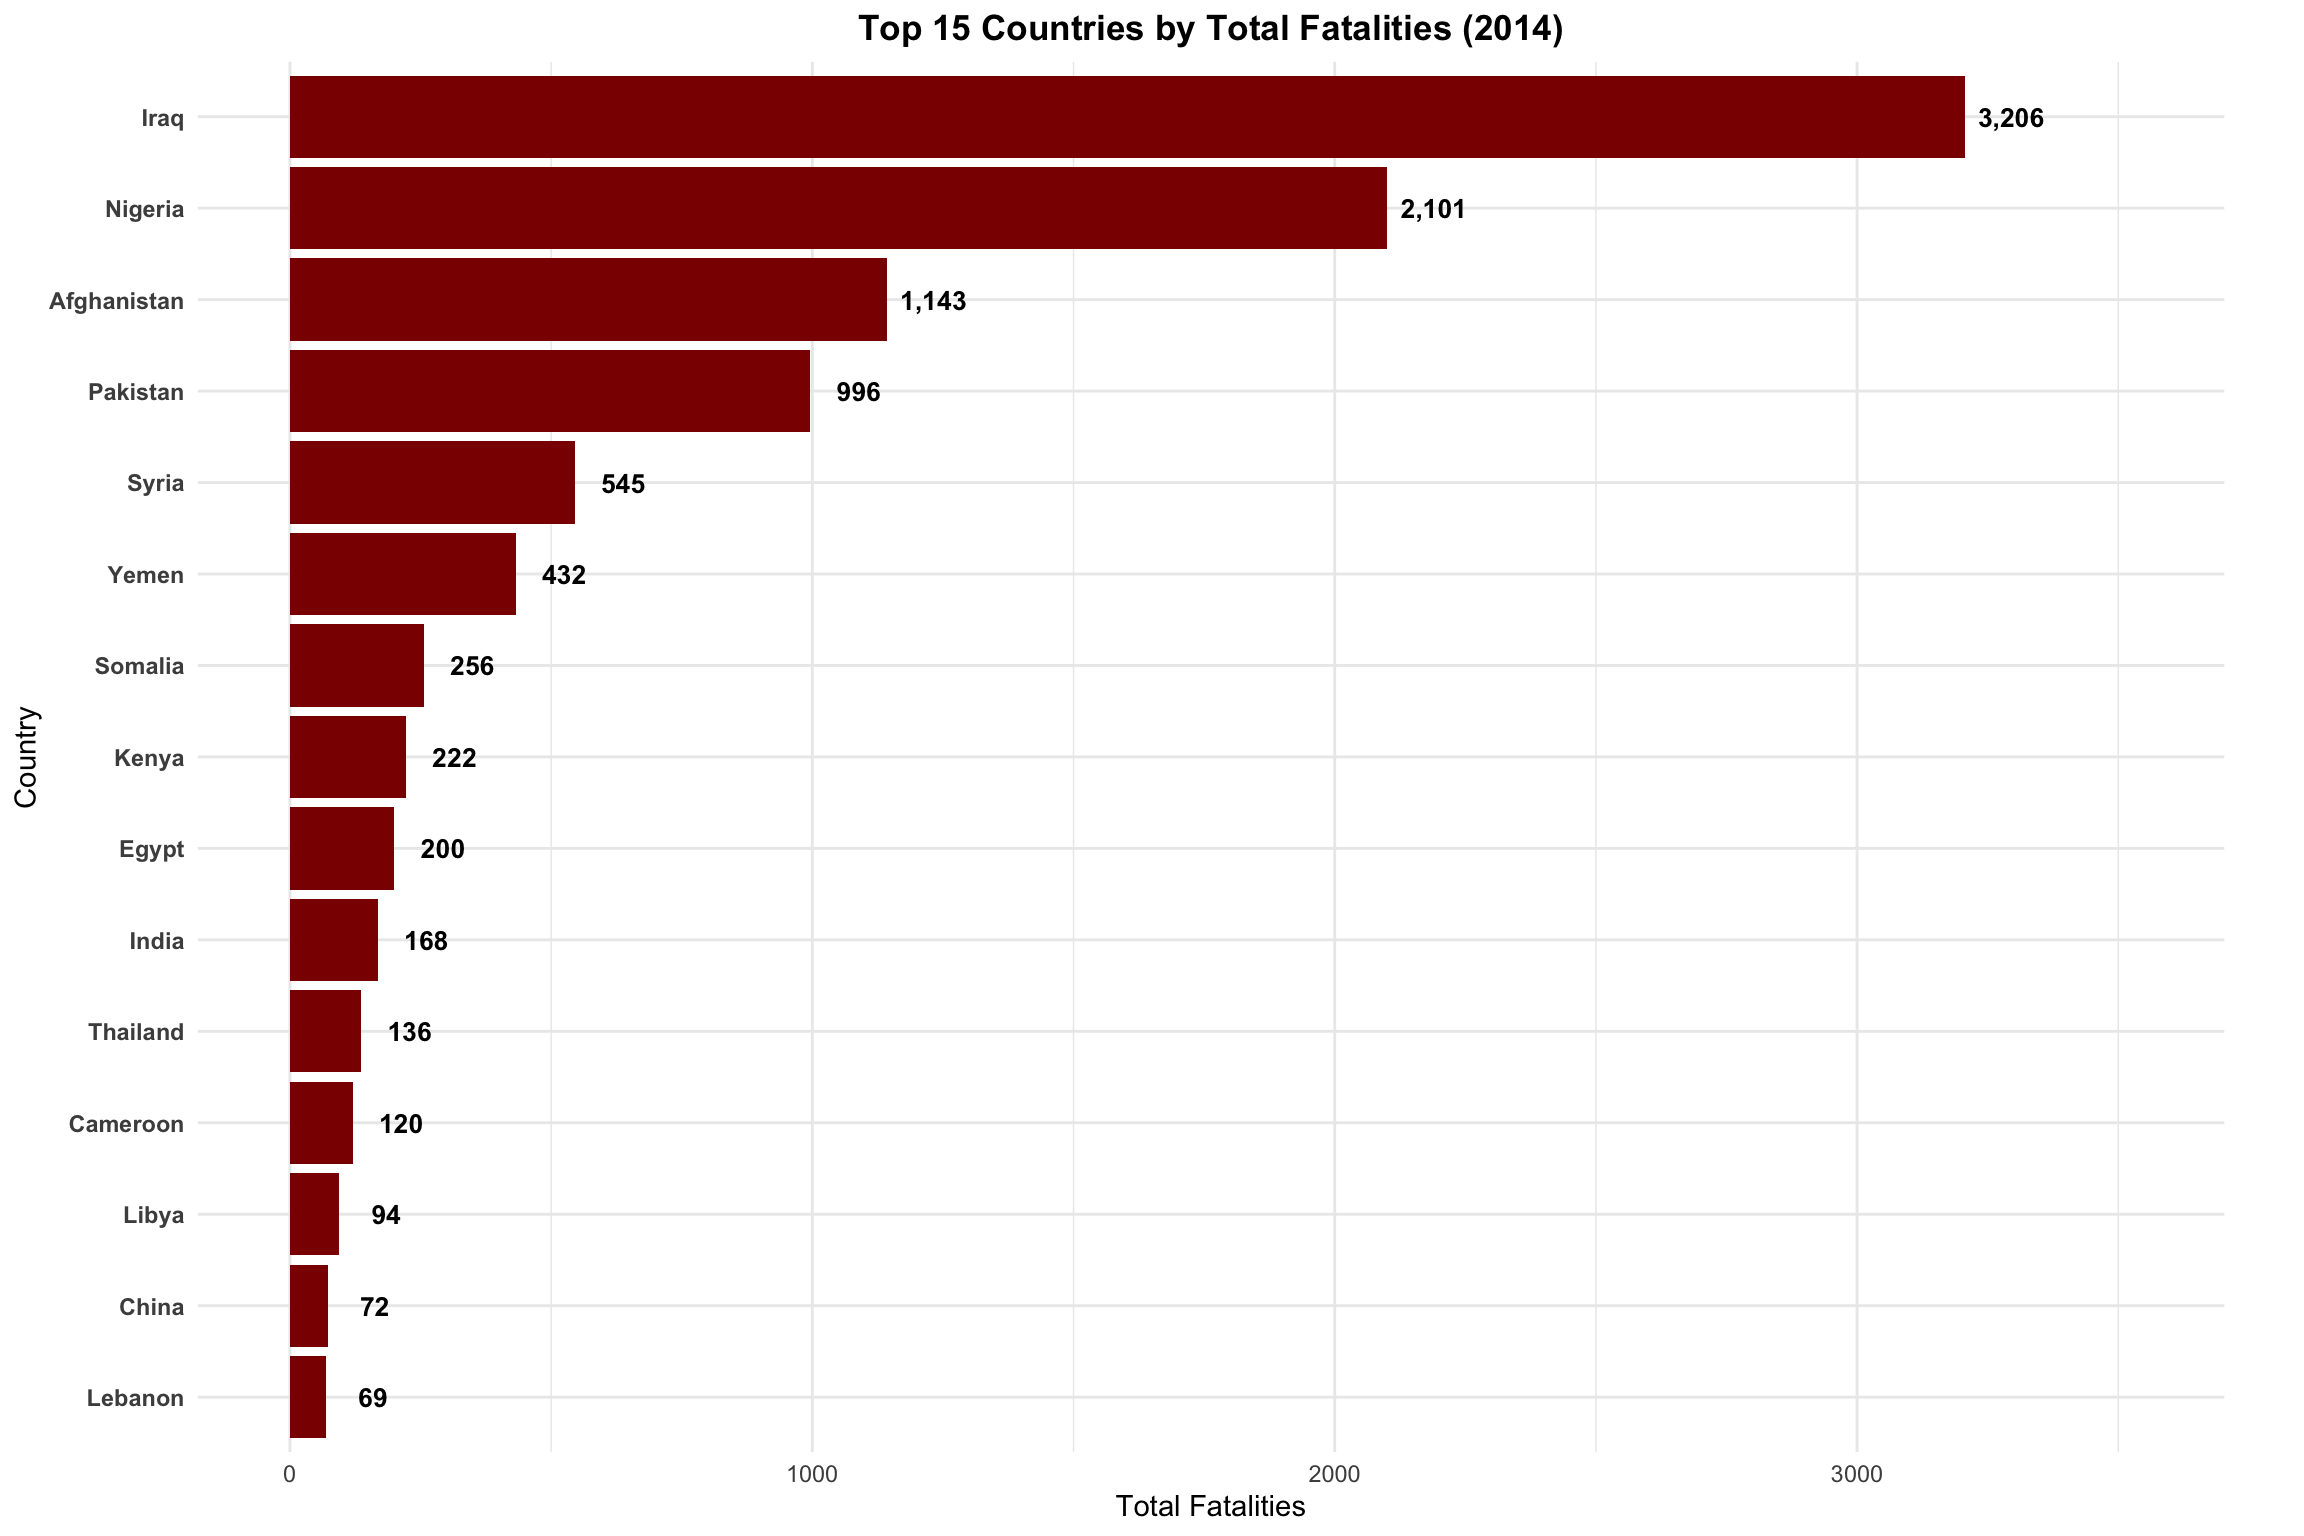 Top 15 Countries by Total Fatalities (2014)
Iraq 3,206
Nigeria 2,101
Afghanistan 1,143
Pakistan 996
Syria 545
Yemen 432
Somalia 256
Kenya 222
Egypt 200
India 168
Thailand 136
Cameroon 120
Libya 94
China 72
Lebanon 69
Country
0 1000 2000 3000
Total Fatalities